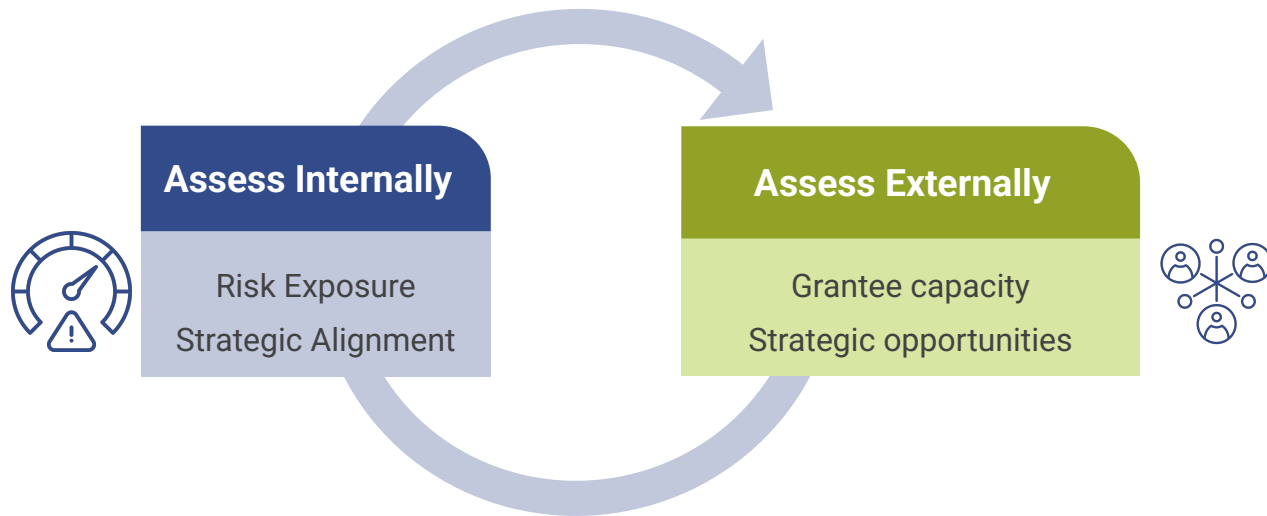 Assess Internally
Risk Exposure
Strategic Alignment
Assess Externally
Grantee capacity
Strategic opportunities